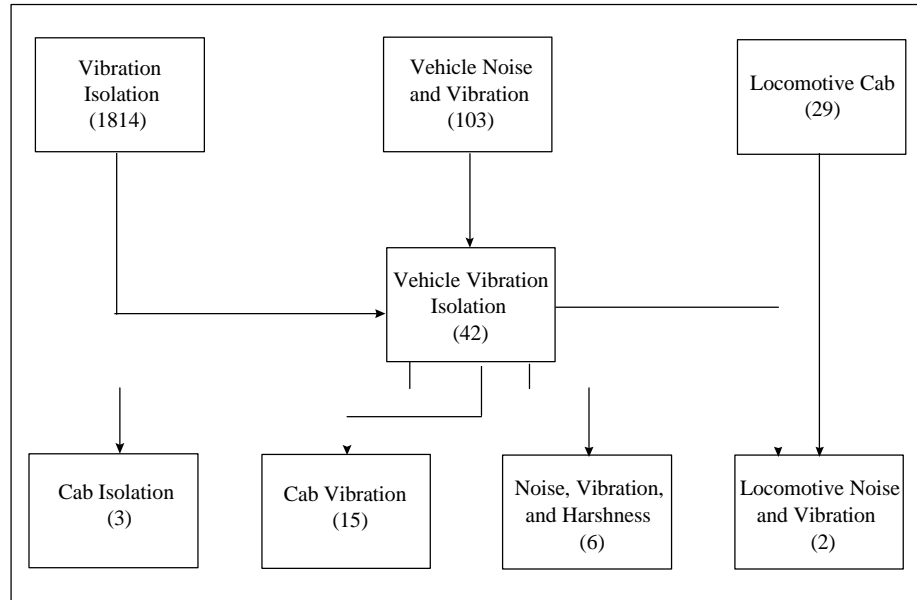 Vibration
Isolation
(1814)
Vehicle Noise
and Vibration
(103)
Locomotive Cab
(29)
Vehicle Vibration
Isolation
(42)
Cab Isolation
(3)
Cab Vibration
(15)
Noise, Vibration,
and Harshness
(6)
Locomotive Noise
and Vibration
(2)